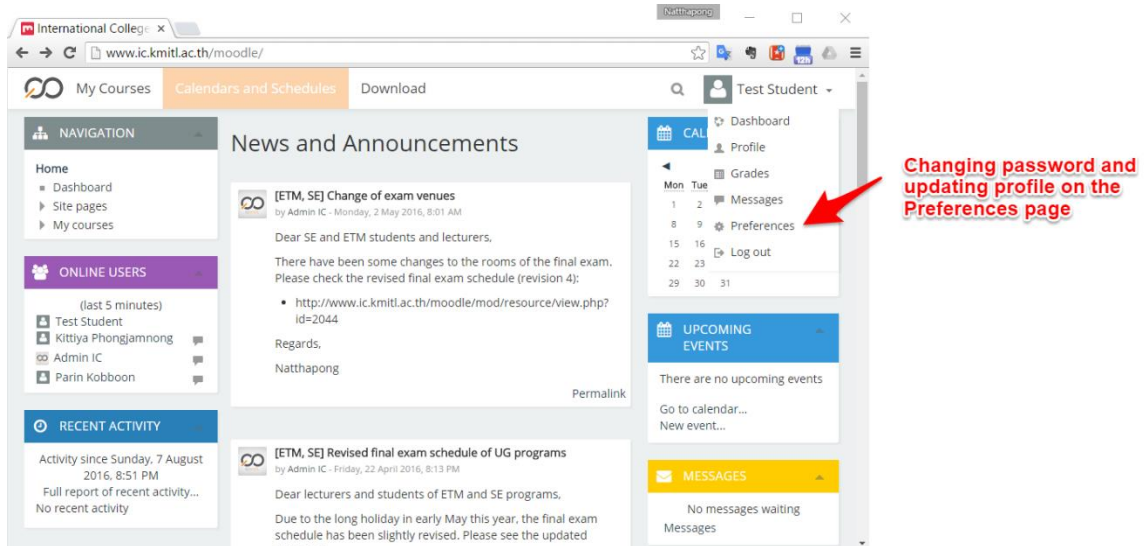 Natthapong
International College
www.ic.kmitl.ac.th/moodle/
My Courses
Calendars and Schedules
Download
Test Student
NAVIGATION
Home
Dashboard
Site pages
My courses
ONLINE USERS
(last 5 minutes)
Test Student
Kittiya Phongjamnong
Admin IC
Parin Kobboon
RECENT ACTIVITY
Activity since Sunday, 7 August
2016, 8:51 PM
Full report of recent activity...
No recent activity
News and Announcements
[ETM, SE] Change of exam venues
by Admin IC - Monday, 2 May 2016, 8:01 AM
Dear SE and ETM students and lecturers,
There have been some changes to the rooms of the final exam.
Please check the revised final exam schedule (revision 4):
• http://www.ic.kmitl.ac.th/moodle/mod/resource/view.php?
id=2044
Regards,
Natthapong
Permalink
[ETM, SE] Revised final exam schedule of UG programs
by Admin IC - Friday, 22 April 2016, 8:13 PM
Dear lecturers and students of ETM and SE programs,
Due to the long holiday in early May this year, the final exam
schedule has been slightly revised. Please see the updated
Dashboard
Profile
Grades
Messages
Preferences
Log out
CAL
Mon Tue
1 2
8 9
15 16
22 23
29 30 31
UPCOMING
EVENTS
There are no upcoming events
Go to calendar...
New event...
MESSAGES
No messages waiting
Messages
Changing password and
updating profile on the
Preferences page